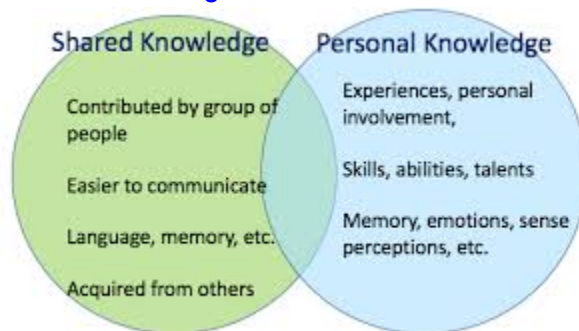 Shared Knowledge
Contributed by group of
people
Easier to communicate
Language, memory, etc.
Acquired from others
Personal Knowledge
Experiences, personal
involvement,
Skills, abilities, talents
Memory, emotions, sense
perceptions, etc.